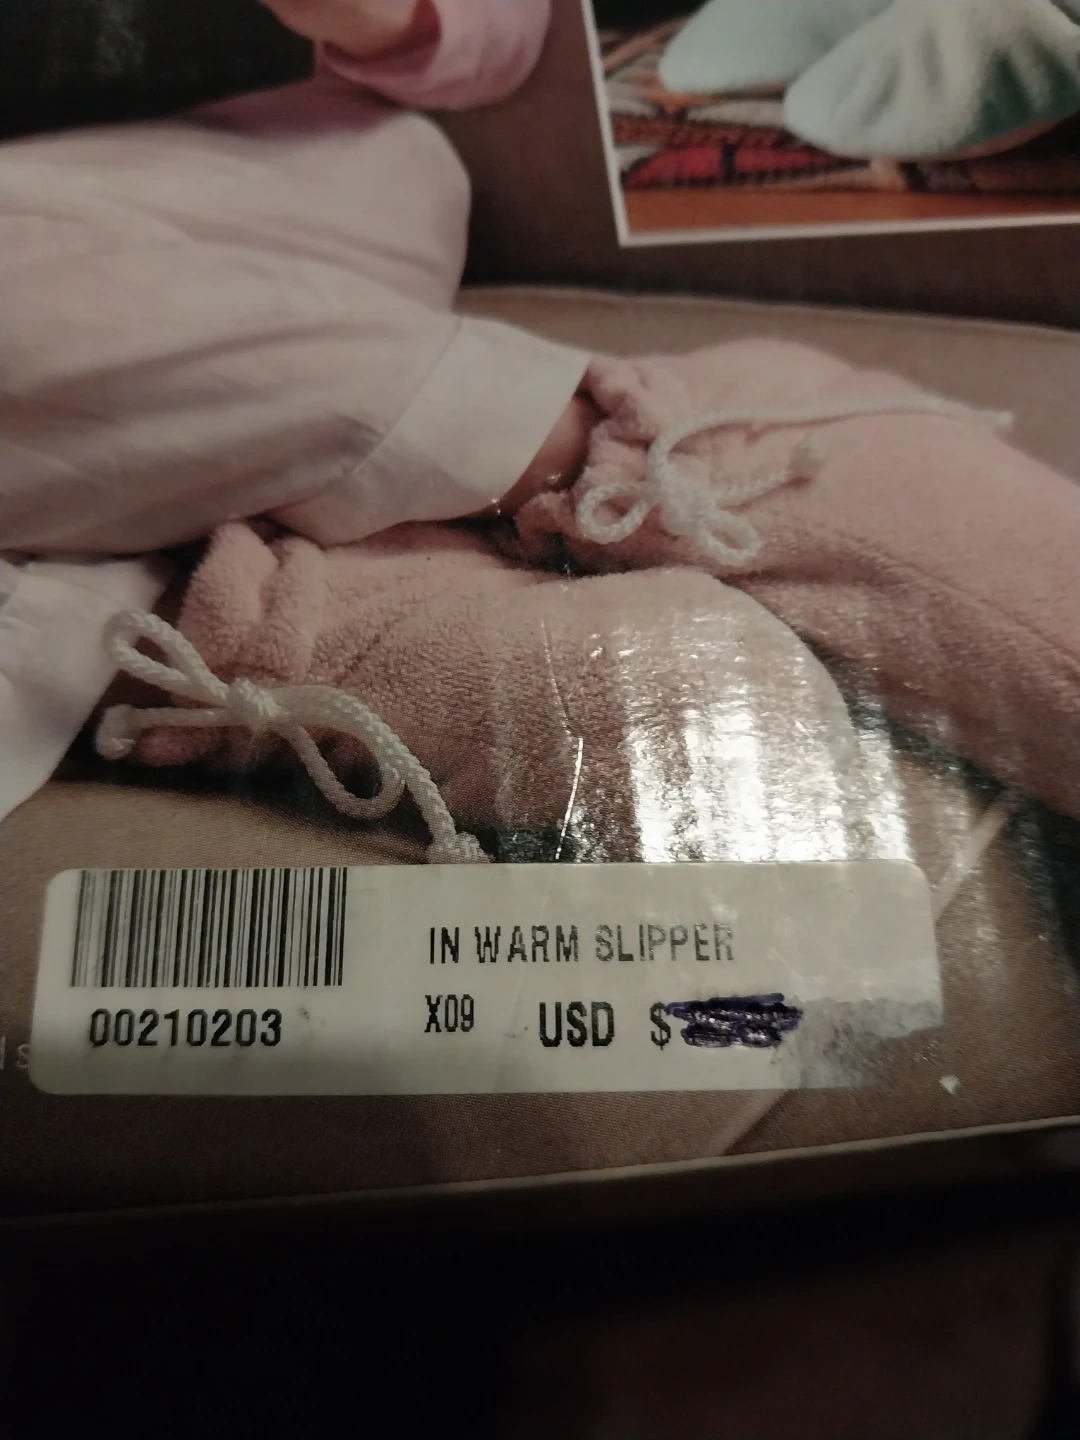 IN WARM SLIPPER
X09 USD $
00210203